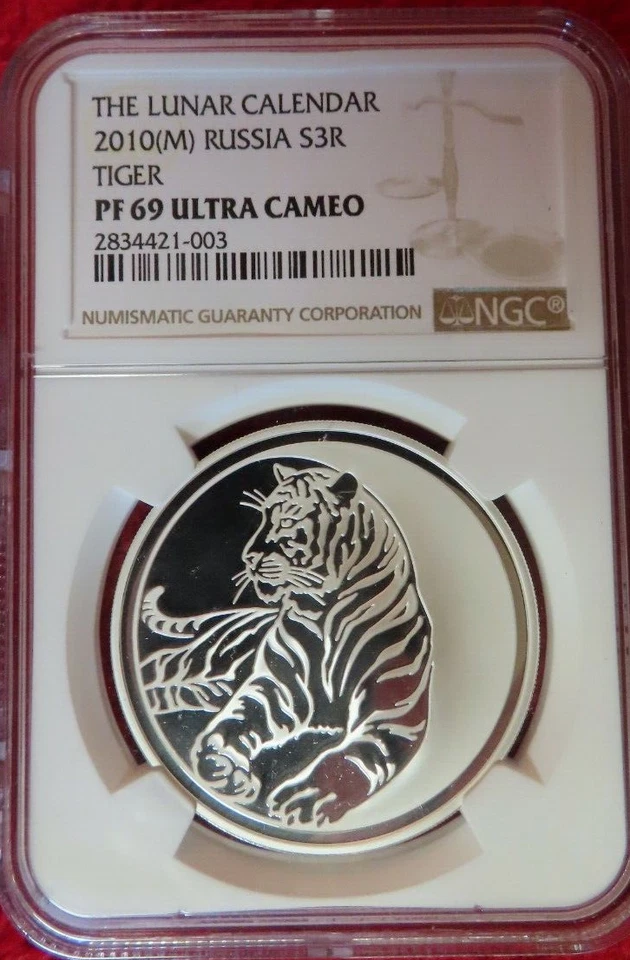 THE LUNAR CALENDAR
2010(M) RUSSIA S3R
TIGER
PF 69 ULTRA CAMEO
2834421-003
NUMISMATIC GUARANTY CORPORATION NGC®